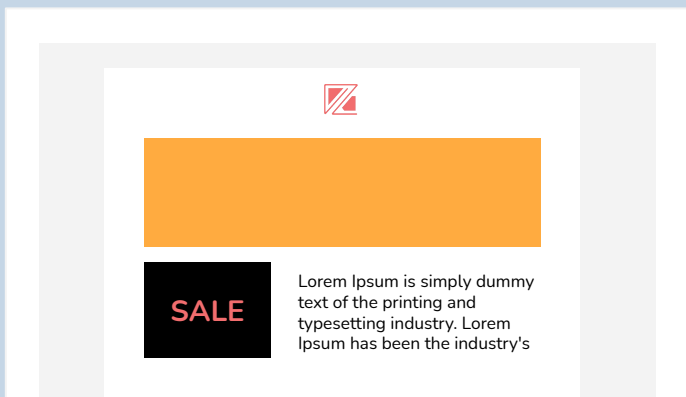 SALE
Lorem Ipsum is simply dummy
text of the printing and
typesetting industry. Lorem
Ipsum has been the industry's